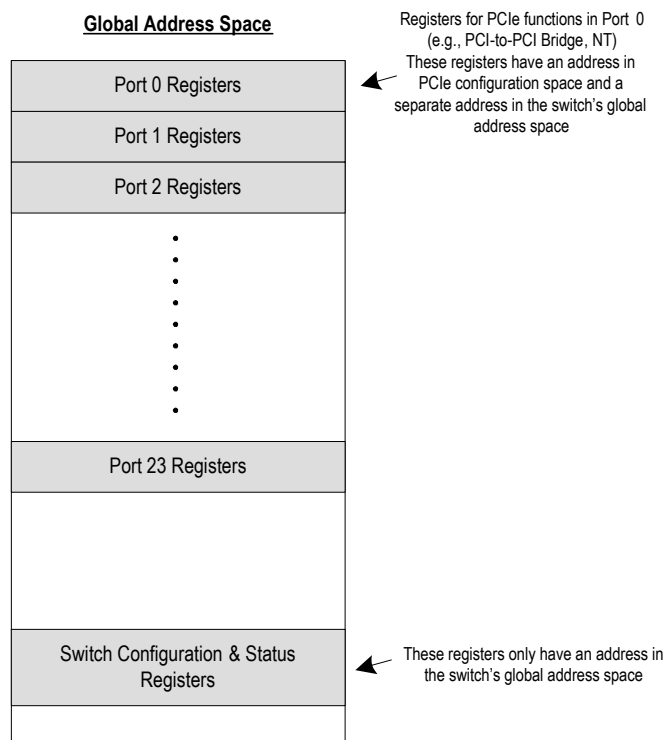 Global Address Space
Registers for PCIe functions in Port 0
(e.g., PCI-to-PCI Bridge, NT)
These registers have an address in
PCIe configuration space and a
separate address in the switch's global
address space
Port 0 Registers
Port 1 Registers
Port 2 Registers
Port 23 Registers
Switch Configuration & Status
Registers
These registers only have an address in
the switch's global address space